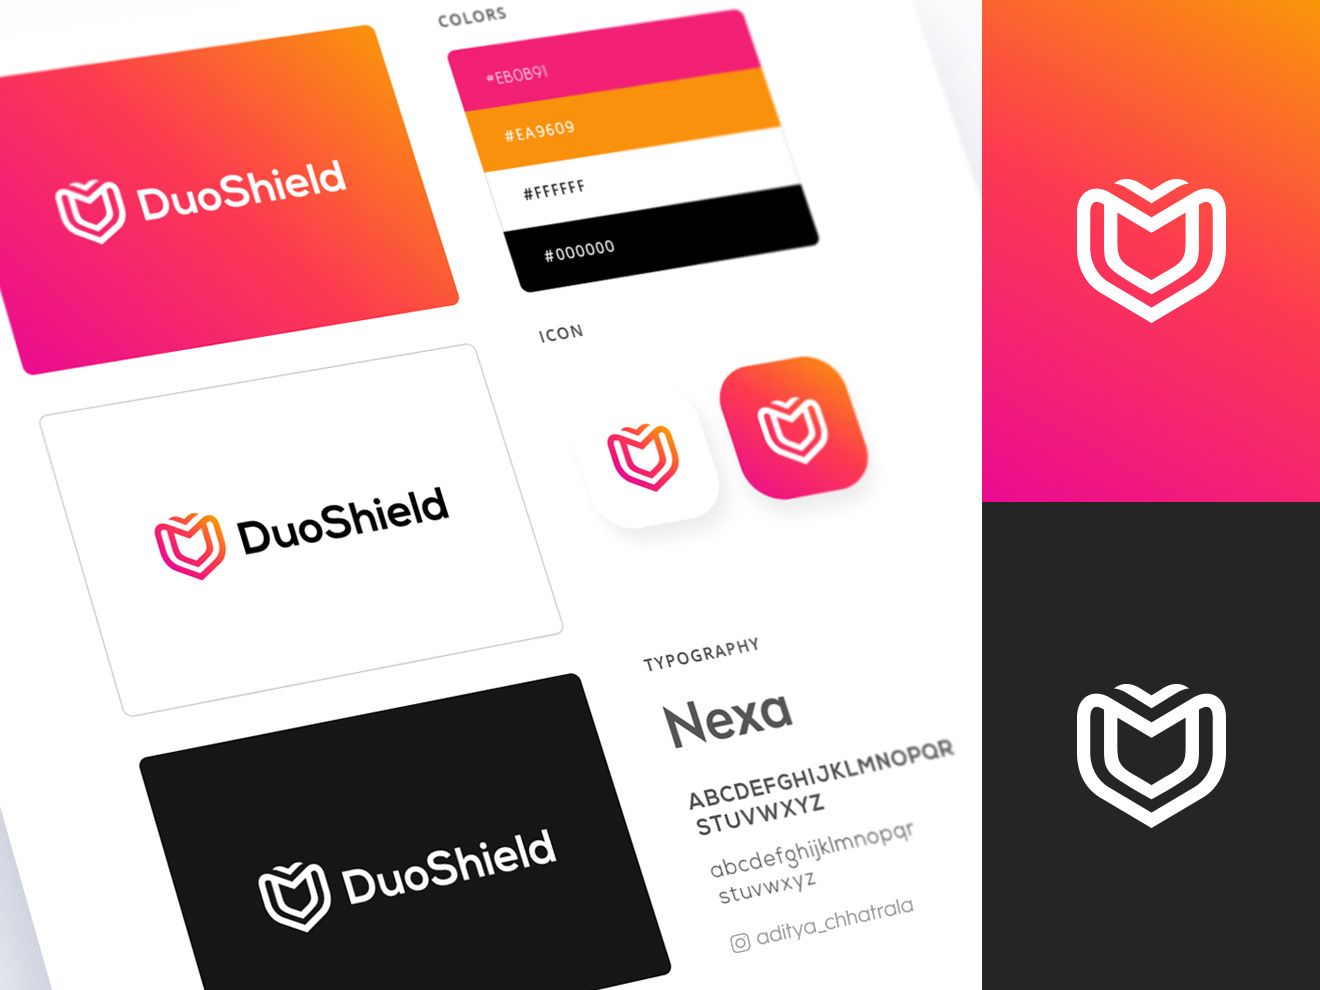 COLORS
#EB0B91
#EA9609
#FFFFFF
#000000
DuoShield
ICON
DuoShield
TYPOGRAPHY
Nexa
ABCDEFGHIJKLMNOPQR
STUVWXYZ
abcdefghijklmnopqr
stuvwxyz
aditya_chhatrala
DuoShield